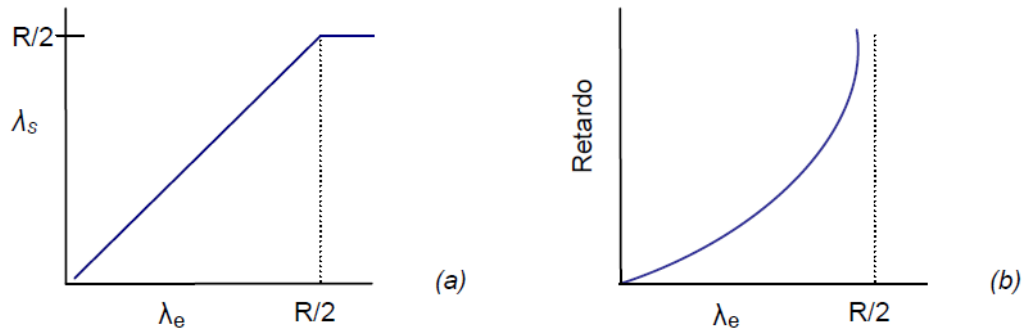 R/2
λs
λe
R/2
(a)
Retardo
λe
R/2
(b)